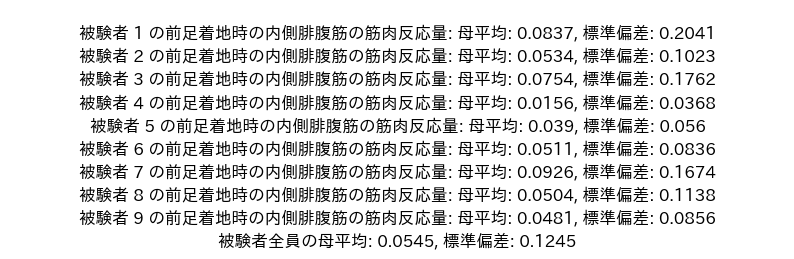 被験者 1 の前足着地時の内側腓腹筋の筋肉反応量: 母平均: 0.0837, 標準偏差: 0.2041
被験者 2 の前足着地時の内側腓腹筋の筋肉反応量: 母平均: 0.0534, 標準偏差: 0.1023
被験者 3 の前足着地時の内側腓腹筋の筋肉反応量: 母平均: 0.0754, 標準偏差: 0.1762
被験者 4 の前足着地時の内側腓腹筋の筋肉反応量: 母平均: 0.0156, 標準偏差: 0.0368
被験者 5 の前足着地時の内側腓腹筋の筋肉反応量: 母平均: 0.039, 標準偏差: 0.056
被験者 6 の前足着地時の内側腓腹筋の筋肉反応量: 母平均: 0.0511, 標準偏差: 0.0836
被験者 7 の前足着地時の内側腓腹筋の筋肉反応量: 母平均: 0.0926, 標準偏差: 0.1674
被験者 8 の前足着地時の内側腓腹筋の筋肉反応量: 母平均: 0.0504, 標準偏差: 0.1138
被験者 9 の前足着地時の内側腓腹筋の筋肉反応量: 母平均: 0.0481, 標準偏差: 0.0856
被験者全員の母平均: 0.0545, 標準偏差: 0.1245